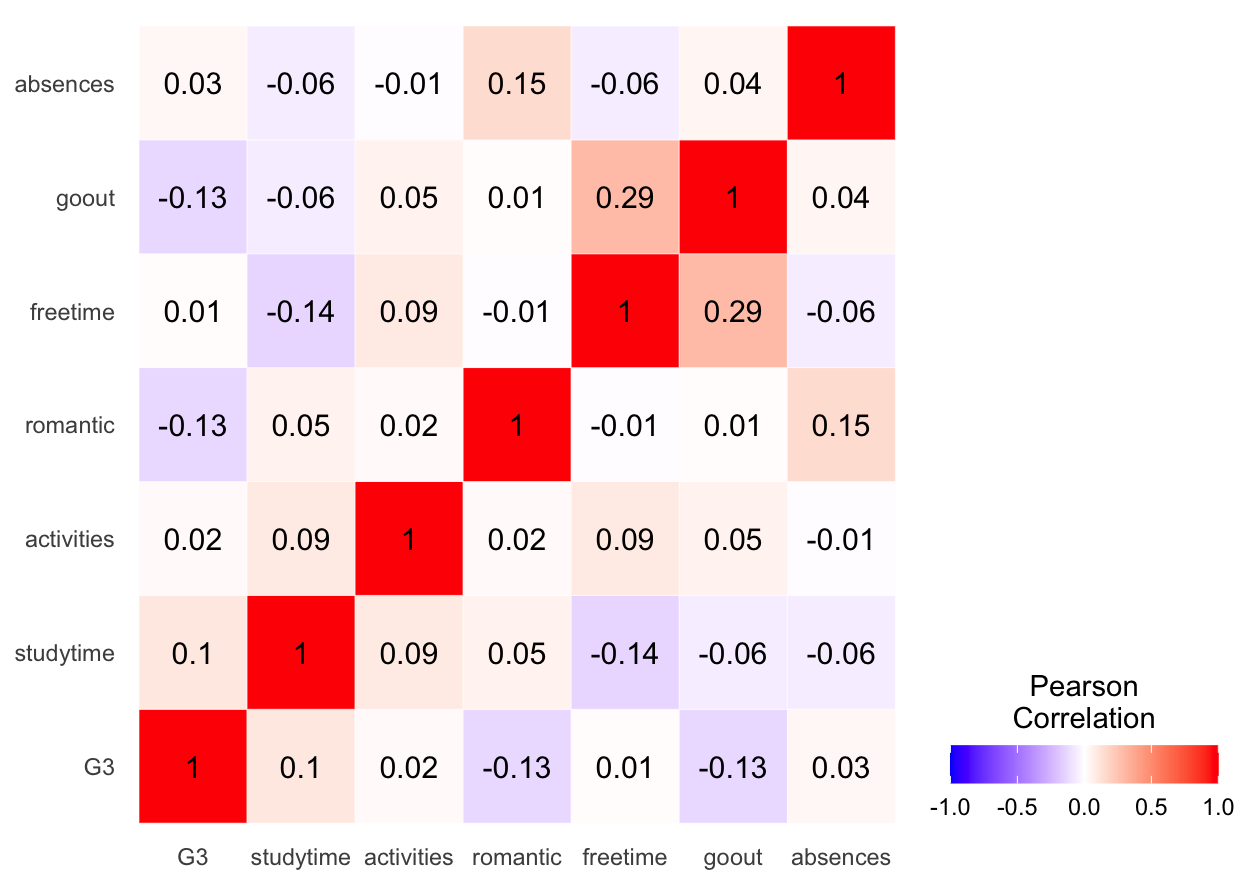 absences 0.03 -0.06 -0.01 0.15 -0.06 0.04 1
goout -0.13 -0.06 0.05 0.01 0.29 1 0.04
freetime 0.01 -0.14 0.09 -0.01 1 0.29 -0.06
romantic -0.13 0.05 0.02 1 -0.01 0.01 0.15
activities 0.02 0.09 1 0.02 0.09 0.05 -0.01
studytime 0.1 1 0.09 0.05 -0.14 -0.06 -0.06
G3 1 0.1 0.02 -0.13 0.01 -0.13 0.03
G3 studytime activities romantic freetime goout absences
Pearson
Correlation
-1.0 -0.5 0.0 0.5 1.0